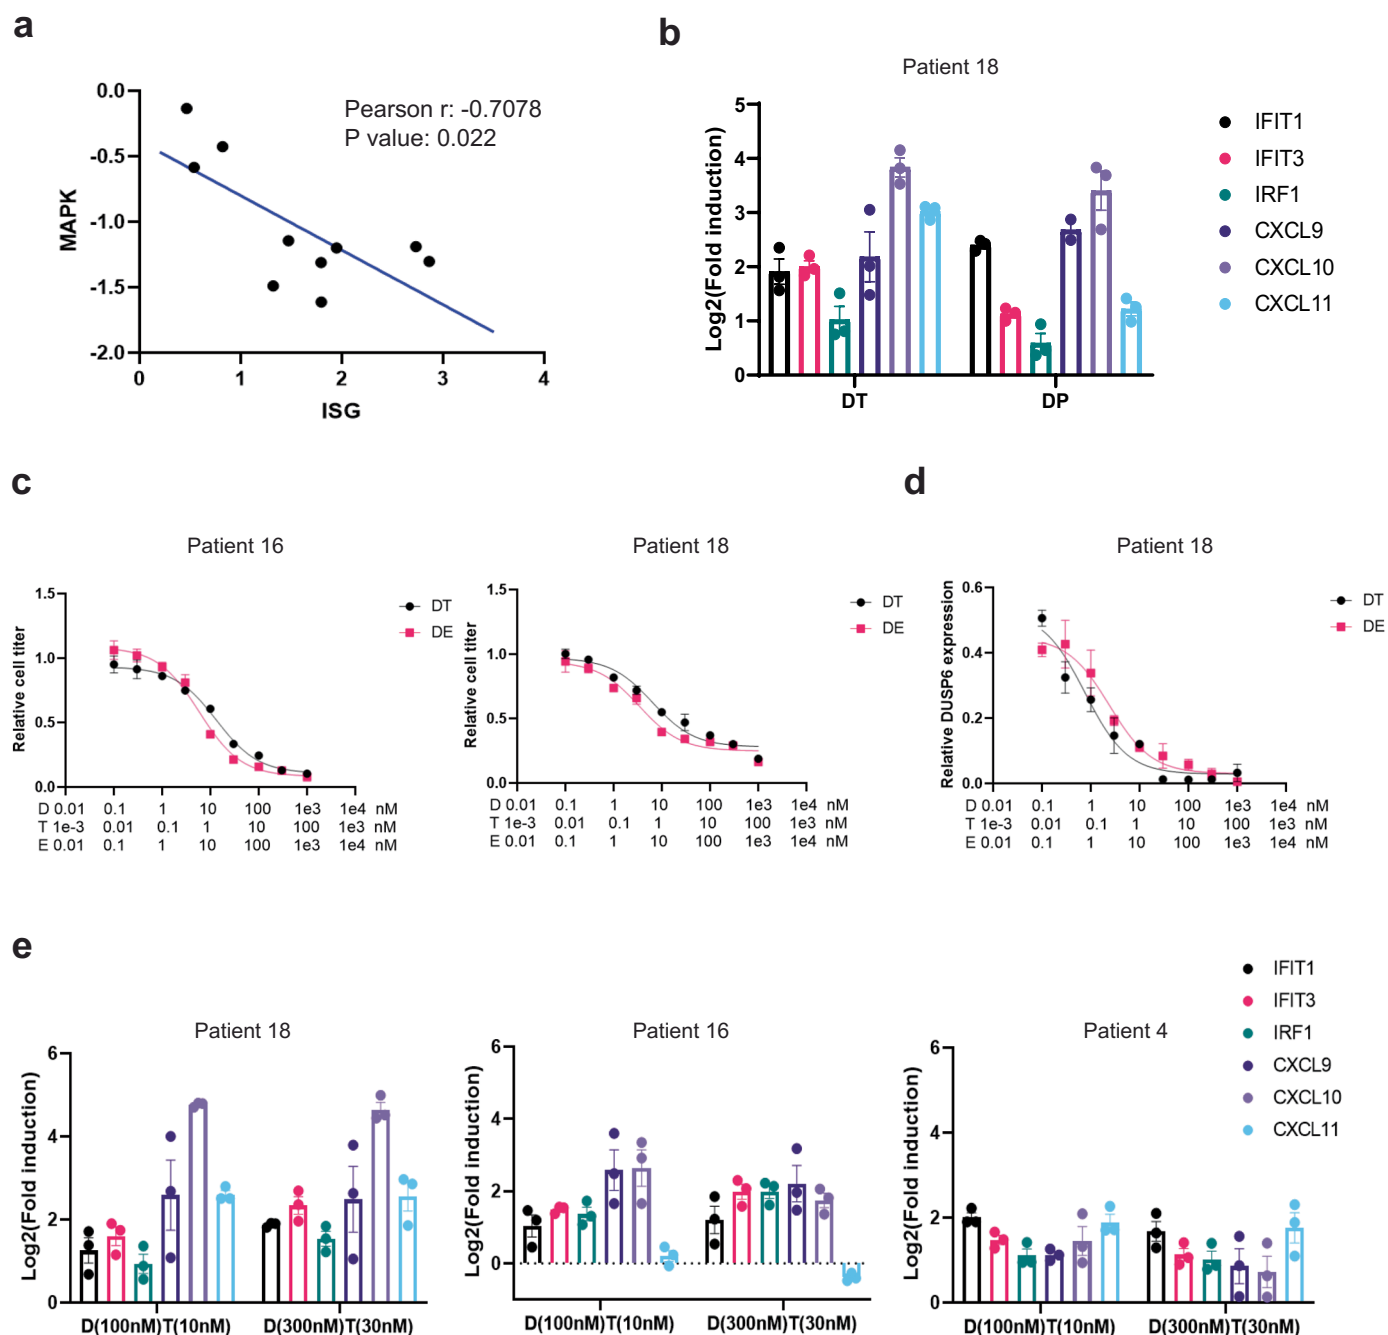 a
Pearson r: -0.7078
P value: 0.022
0.0
-0.5
-1.0
-1.5
-2.0
MAPK
0 1 2 3 4
ISG
b
Patient 18
5
4
3
2
1
0
Log2(Fold induction)
DT DP
IFIT1
IFIT3
IRF1
CXCL9
CXCL10
CXCL11
c
Patient 16
1.5
1.0
0.5
0.0
Relative cell titer
DT
DE
D 0.01 0.1 1 10 100 1e3 1e4 nM
T 1e-3 0.01 0.1 1 10 100 1e3 nM
E 0.01 0.1 1 10 100 1e3 1e4 nM
Patient 18
1.5
1.0
0.5
0.0
Relative cell titer
DT
DE
D 0.01 0.1 1 10 100 1e3 1e4 nM
T 1e-3 0.01 0.1 1 10 100 1e3 nM
E 0.01 0.1 1 10 100 1e3 1e4 nM
d
Patient 18
0.6
0.4
0.2
0.0
Relative DUSP6 expression
DT
DE
D 0.01 0.1 1 10 100 1e3 1e4 nM
T 1e-3 0.01 0.1 1 10 100 1e3 nM
E 0.01 0.1 1 10 100 1e3 1e4 nM
e
Patient 18
6
4
2
0
Log2(Fold induction)
D(100nM)T(10nM) D(300nM)T(30nM)
Patient 16
6
4
2
0
Log2(Fold induction)
D(100nM)T(10nM) D(300nM)T(30nM)
Patient 4
6
4
2
0
Log2(Fold induction)
D(100nM)T(10nM) D(300nM)T(30nM)
IFIT1
IFIT3
IRF1
CXCL9
CXCL10
CXCL11